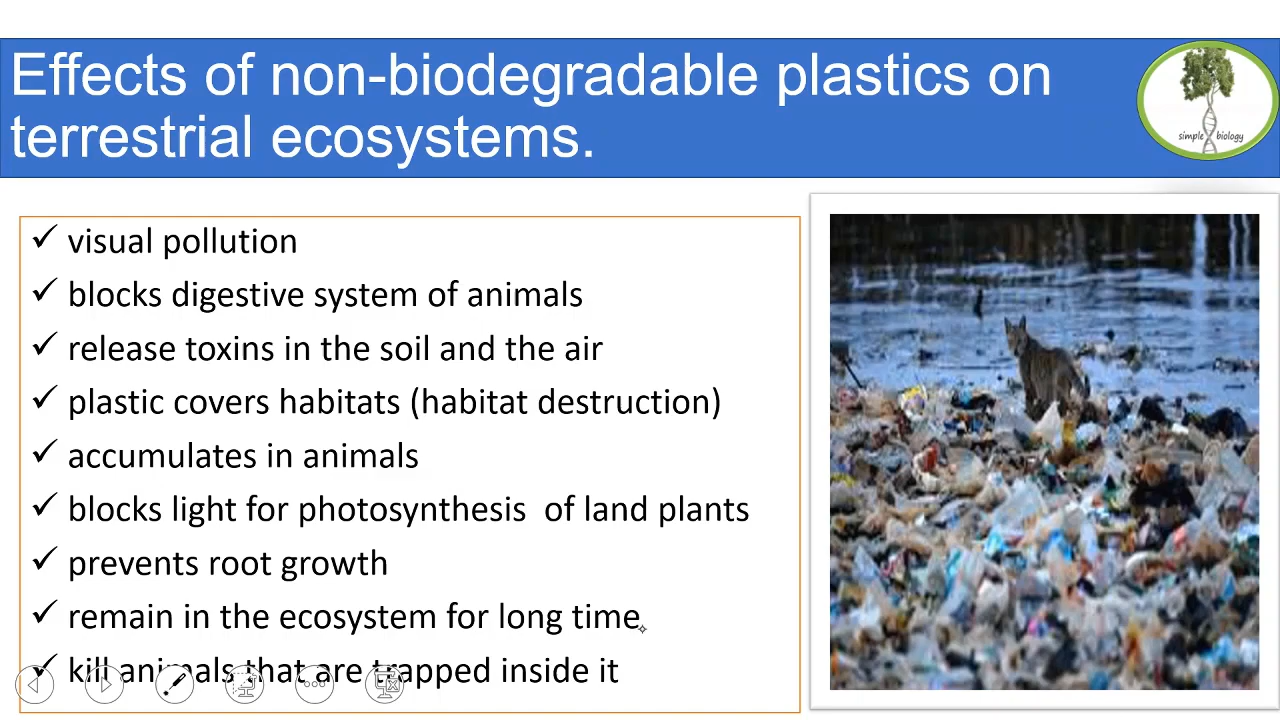 Effects of non-biodegradable plastics on
terrestrial ecosystems.
simple biology
✓ visual pollution
✓ blocks digestive system of animals
✓ release toxins in the soil and the air
✓ plastic covers habitats (habitat destruction)
✓ accumulates in animals
✓ blocks light for photosynthesis  of land plants
✓ prevents root growth
✓ remain in the ecosystem for long time
✓ kill animals that are trapped inside it